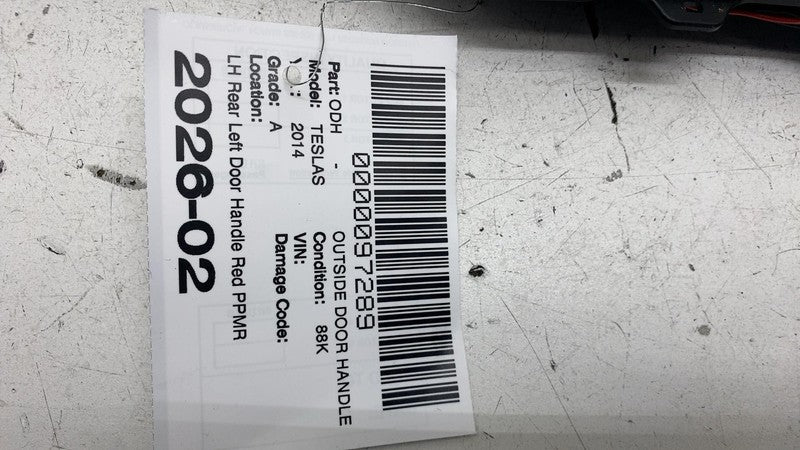 0000097289
Part: ODH - OUTSIDE DOOR HANDLE
Model: TESLAS Condition: 88K
2014 VIN:
Grade: A Damage Code:
Location:
LH Rear Left Door Handle Red PPMR
2026-02